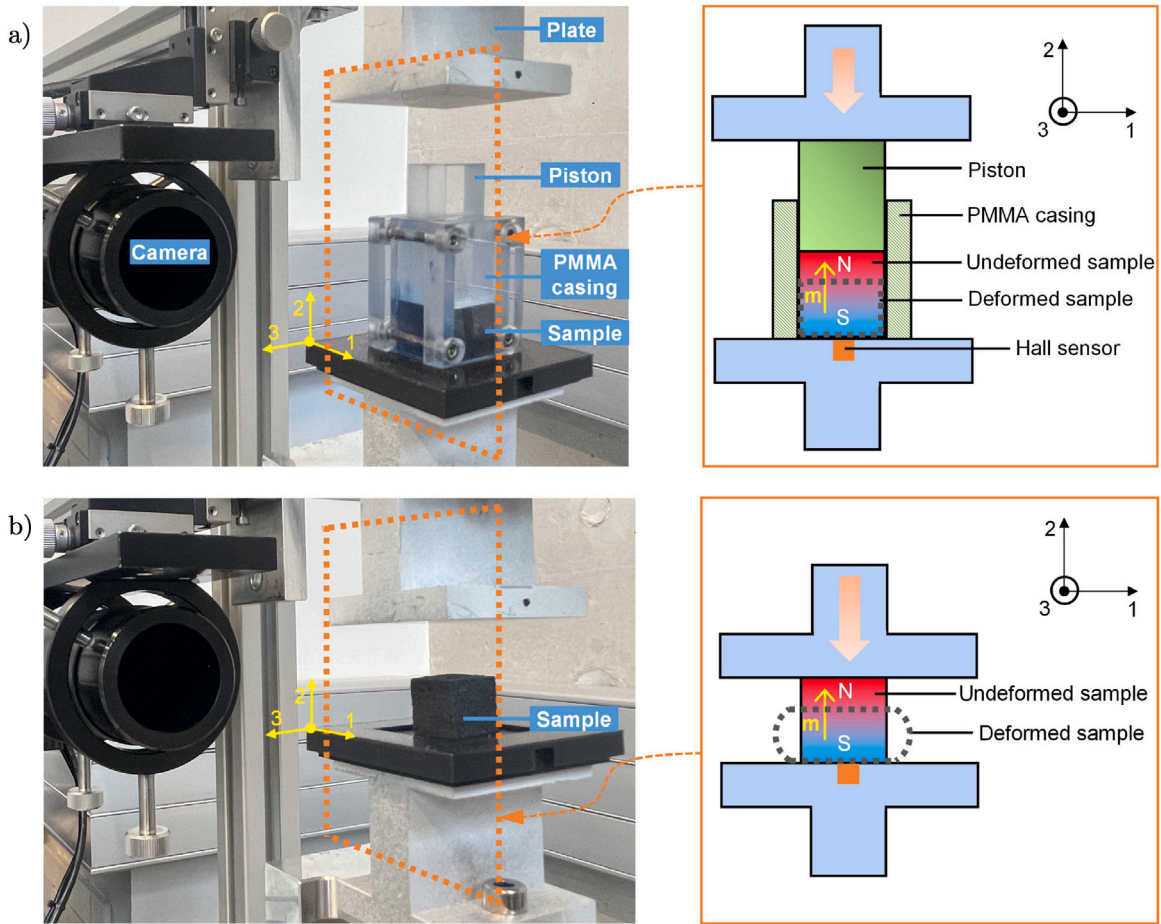 a)
Plate
Piston
Camera
PMMA
casing
Sample
2
3
1
2
3
1
Piston
PMMA casing
Undeformed sample
Deformed sample
Hall sensor
N
m
S
b)
2
3
1
Sample
2
3
1
Undeformed sample
Deformed sample
N
m
S